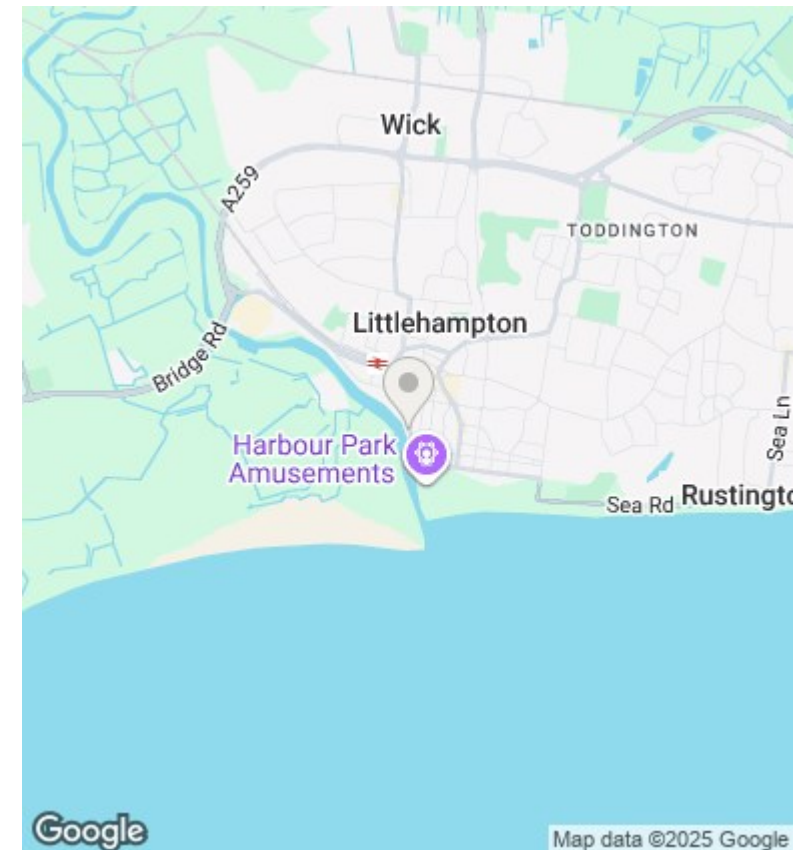 Wick
A259
TODDINGTON
Littlehampton
Bridge Rd
Sea Ln
Harbour Park
Amusements
Sea Rd
Rustingto
Google
Map data ©2025 Google